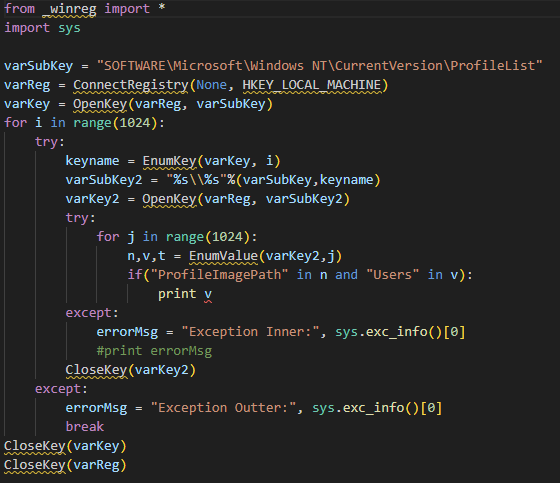 from _winreg import *
import sys

varSubKey = "SOFTWARE\Microsoft\Windows NT\CurrentVersion\ProfileList"
varReg = ConnectRegistry(None, HKEY_LOCAL_MACHINE)
varKey = OpenKey(varReg, varSubKey)
for i in range(1024):
    try:
        keyname = EnumKey(varKey, i)
        varSubKey2 = "%s\\%s"%(varSubKey,keyname)
        varKey2 = OpenKey(varReg, varSubKey2)
        try:
            for j in range(1024):
                n,v,t = EnumValue(varKey2,j)
                if("ProfileImagePath" in n and "Users" in v):
                    print v
        except:
            errorMsg = "Exception Inner:", sys.exc_info()[0]
            #print errorMsg
        CloseKey(varKey2)
    except:
        errorMsg = "Exception Outter:", sys.exc_info()[0]
        break
CloseKey(varKey)
CloseKey(varReg)